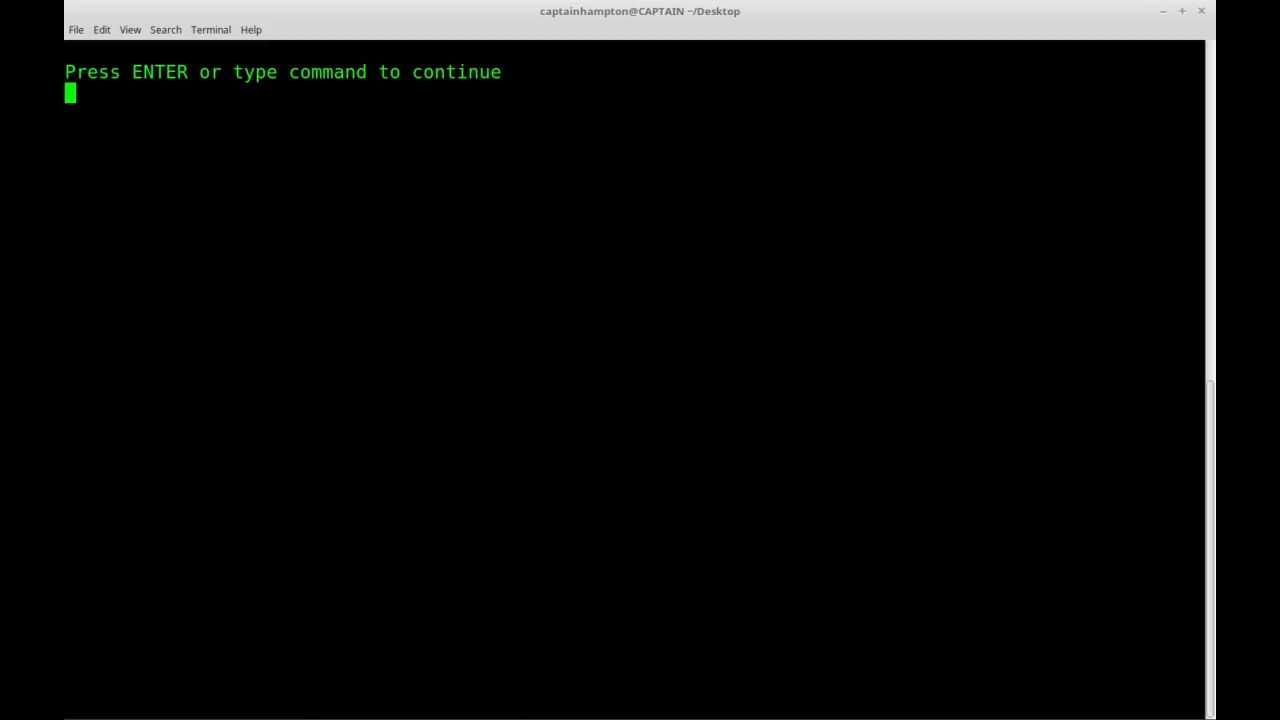 captainhampton@CAPTAIN ~/Desktop
File Edit View Search Terminal Help
Press ENTER or type command to continue